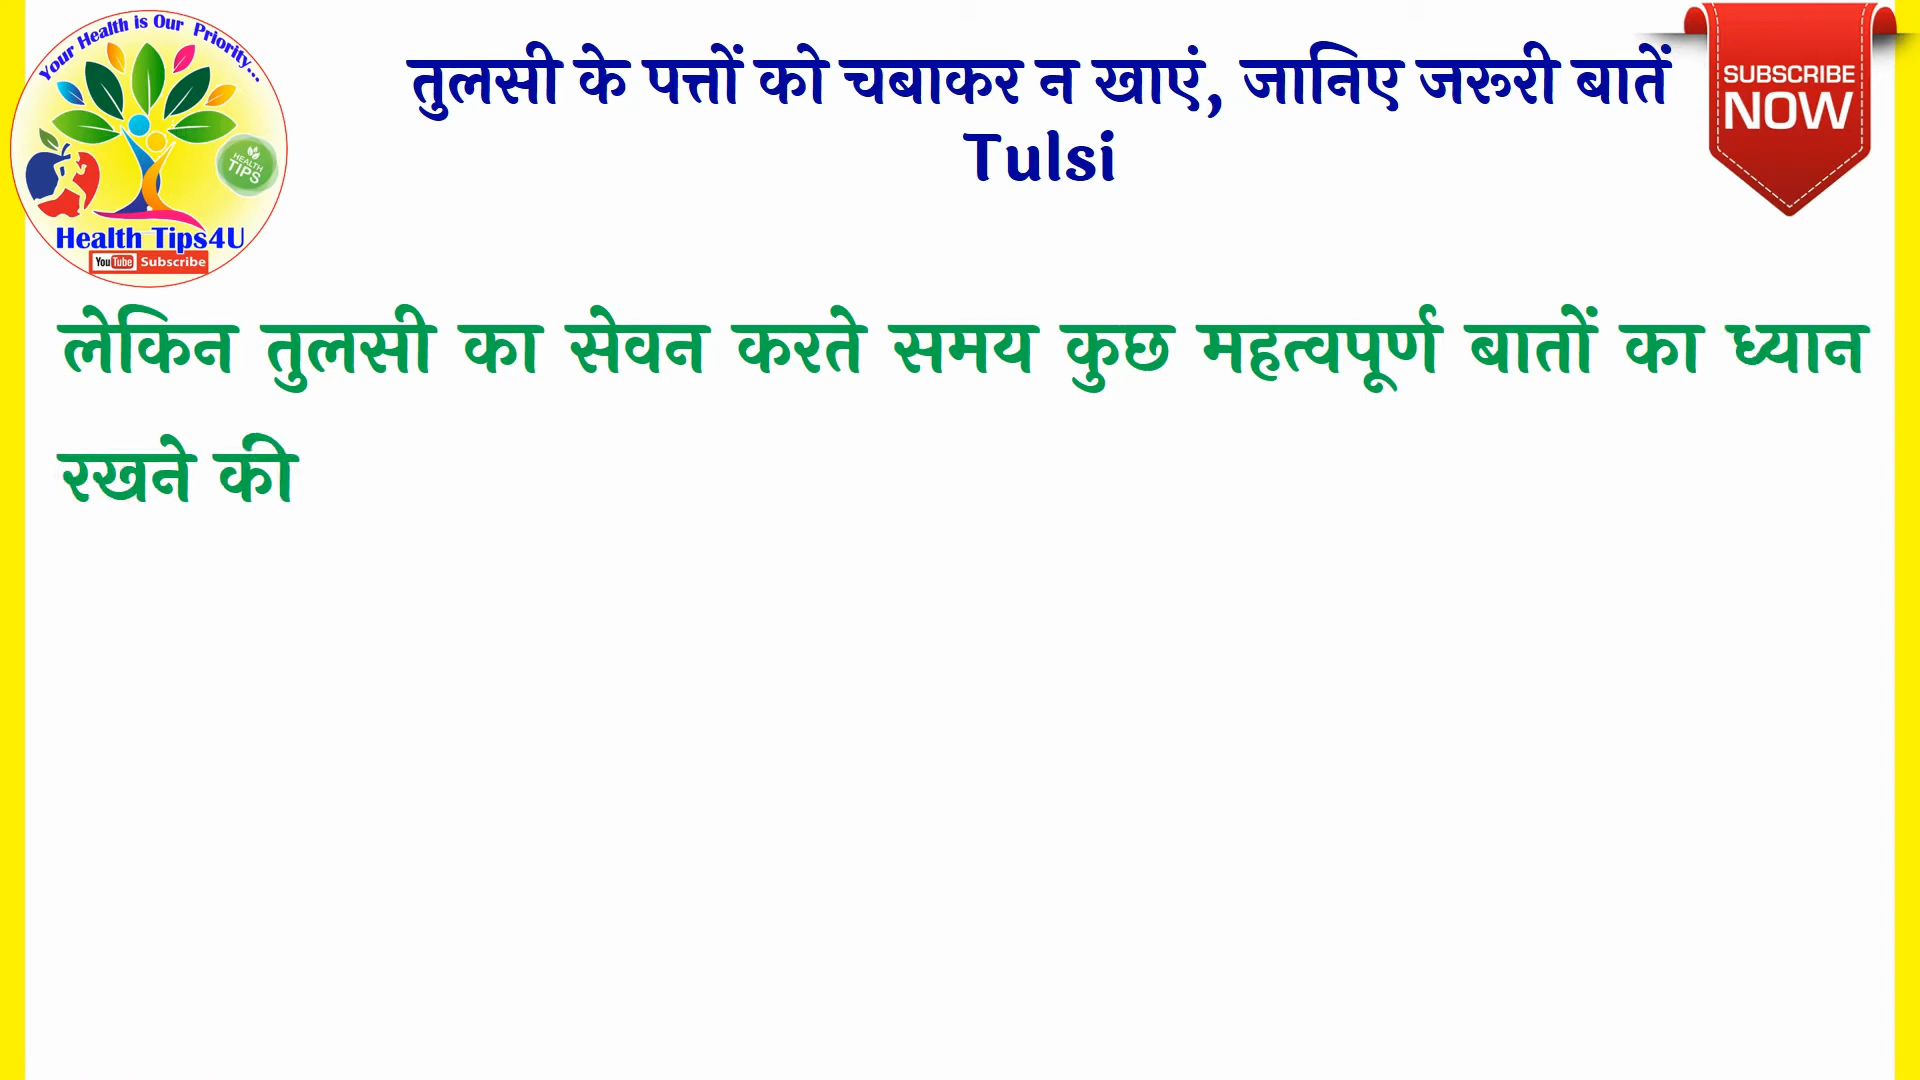 Your Health is Our Priority...
HEALTH
TIPS
Health Tips4U
YouTube Subscribe
तुलसी के पत्तों को चबाकर न खाएं, जानिए जरूरी बातें
Tulsi
SUBSCRIBE
NOW
लेकिन तुलसी का सेवन करते समय कुछ महत्वपूर्ण बातों का ध्यान
रखने की